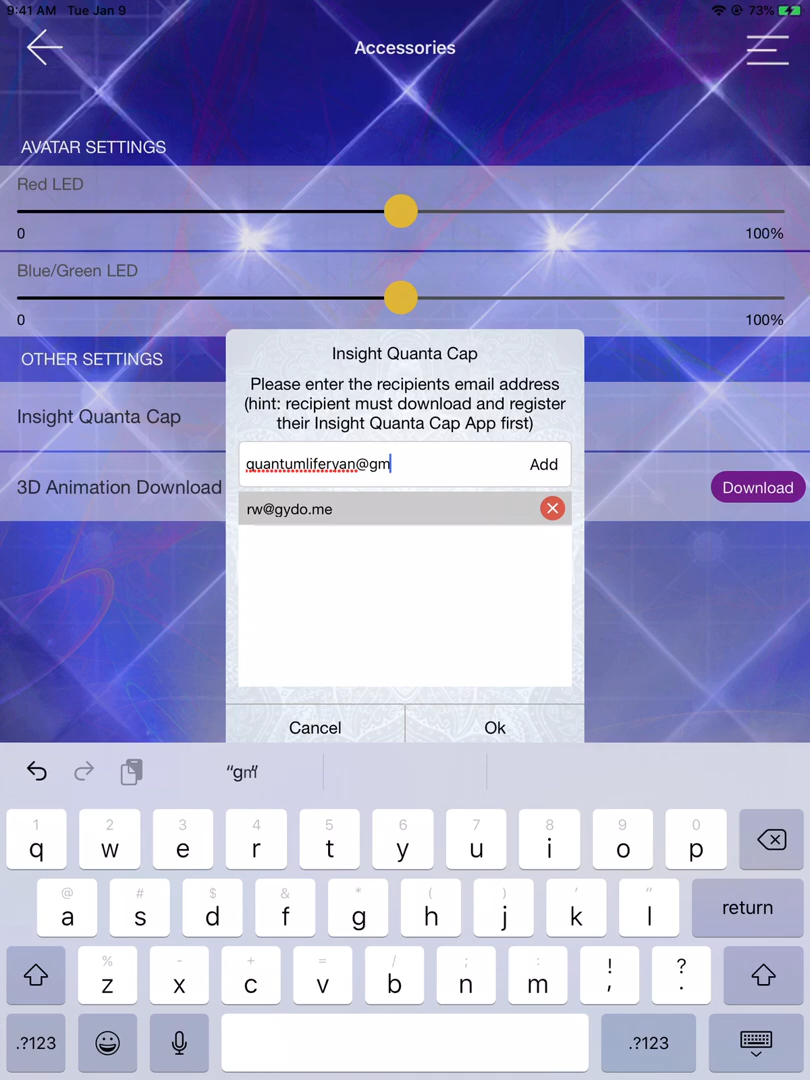 9:41 AM Tue Jan 9 73%
Accessories
AVATAR SETTINGS
Red LED
0 100%
Blue/Green LED
0 100%
OTHER SETTINGS
Insight Quanta Cap
3D Animation Download Download
Insight Quanta Cap
Please enter the recipients email address
(hint: recipient must download and register
their Insight Quanta Cap App first)
quantumliferyan@gm Add
rw@gydo.me
Cancel Ok
“gm”
1 2 3 4 5 6 7 8 9 0
q w e r t y u i o p
@ # $ & * ( ) ' "
a s d f g h j k l return
% - + = / ; :
z x c v b n m ! , ? .
.?123 .?123